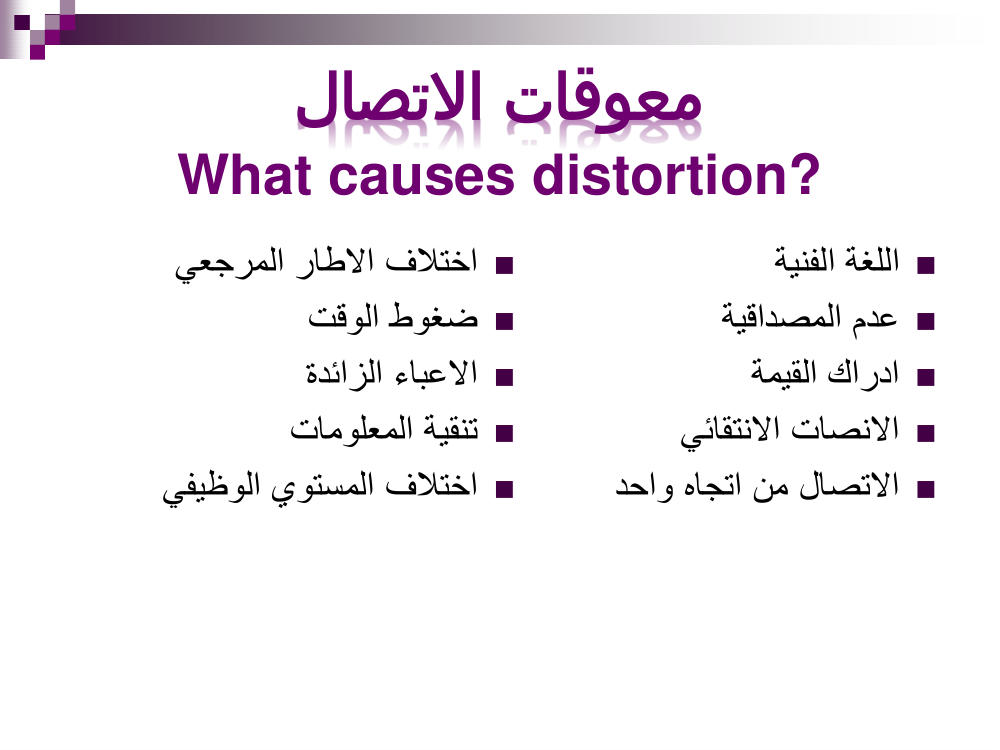 معوقات الاتصال
What causes distortion?
اللغة الفنية
عدم المصداقية
ادراك القيمة
الانصات الانتقائي
الاتصال من اتجاه واحد
اختلاف الاطار المرجعي
ضغوط الوقت
الاعباء الزائدة
تنقية المعلومات
اختلاف المستوي الوظيفي